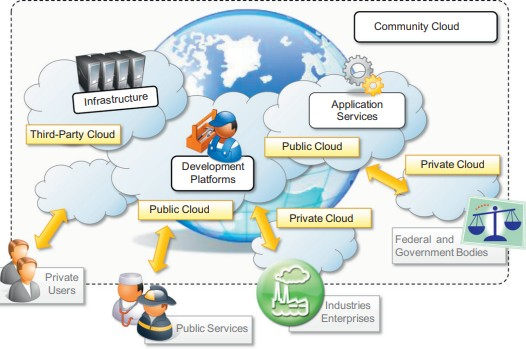 Community Cloud
Infrastructure
Application
Services
Third-Party Cloud
Public Cloud
Development
Platforms
Private Cloud
Public Cloud
Private Cloud
Federal and
Government Bodies
Private
Users
Public Services
Industries
Enterprises